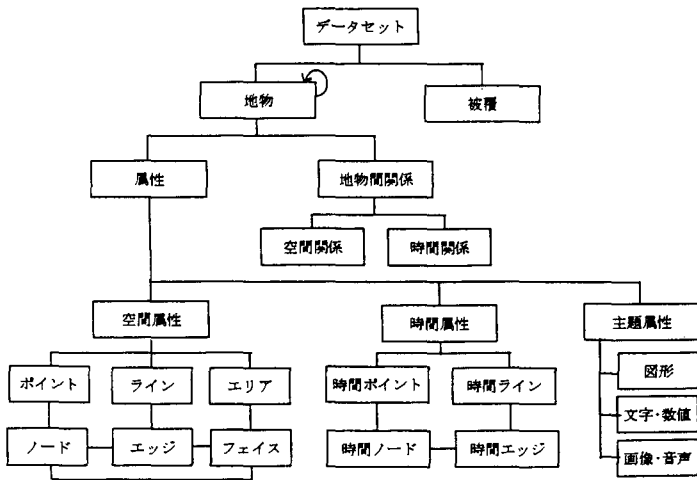 データセット
地物
被覆
属性
地物間関係
空間関係
時間関係
空間属性
時間属性
主題属性
ポイント
ライン
エリア
時間ポイント
時間ライン
図形
ノード
エッジ
フェイス
時間ノード
時間エッジ
文字・数値
画像・音声